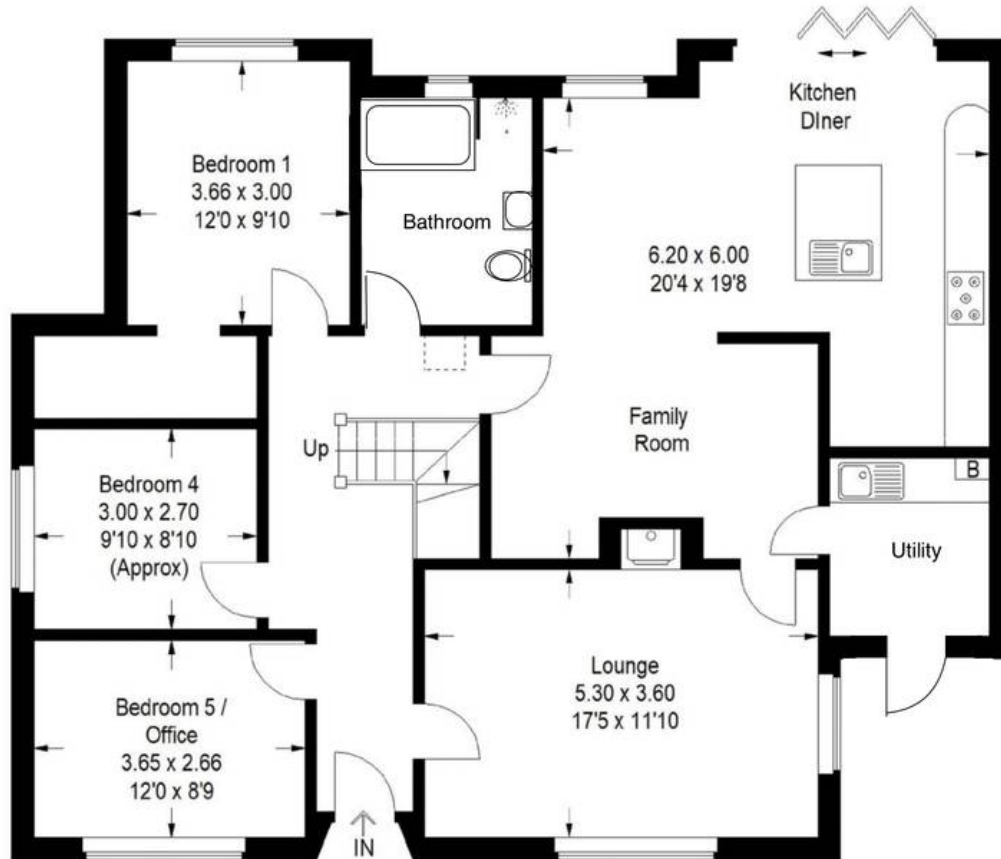 Kitchen
DIner
Bedroom 1
3.66 x 3.00
12'0 x 9'10
Bathroom
6.20 x 6.00
20'4 x 19'8
Family
Room
Up
B
Bedroom 4
3.00 x 2.70
9'10 x 8'10
(Approx)
Utility
Lounge
5.30 x 3.60
17'5 x 11'10
Bedroom 5 /
Office
3.65 x 2.66
12'0 x 8'9
IN